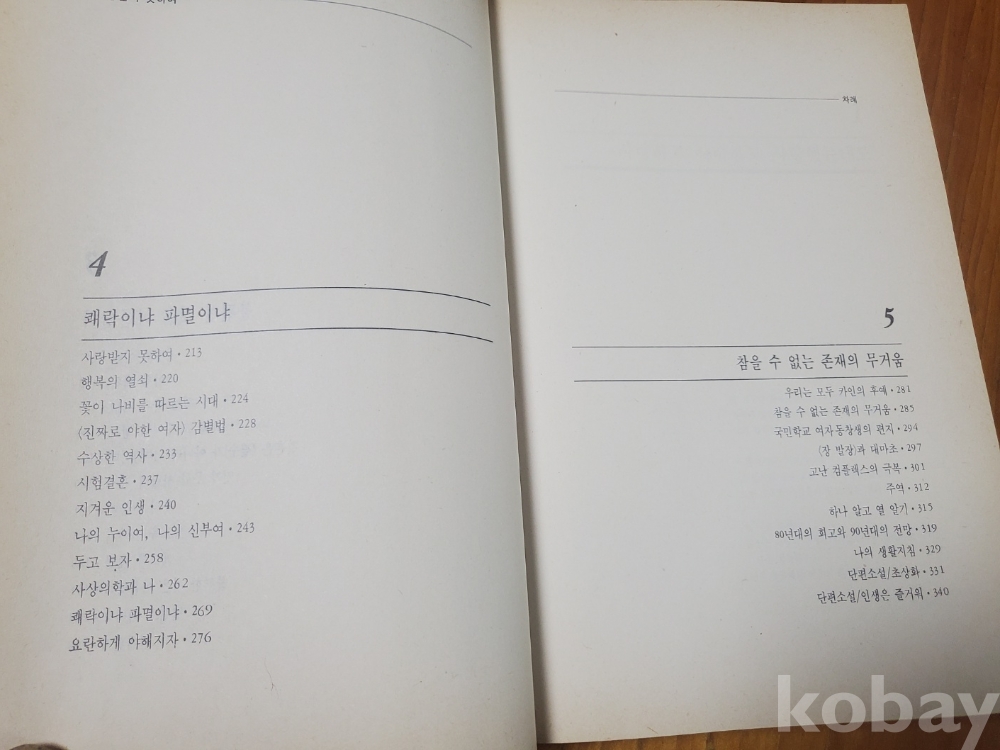 4
쾌락이냐 파멸이냐
사랑받지 못하여 • 213
행복의 열쇠 • 220
꽃이 나비를 따르는 시대 • 224
〈진짜로 야한 여자〉 감별법 • 228
수상한 역사 • 233
시험결혼 • 237
지겨운 인생 • 240
나의 누이여, 나의 신부여 • 243
두고 보자 • 258
사상의학과 나 • 262
쾌락이냐 파멸이냐 • 269
요란하게 야해지자 • 276
차례
5
참을 수 없는 존재의 무거움
우리는 모두 카인의 후예 • 281
참을 수 없는 존재의 무거움 • 285
국민학교 여자동창생의 편지 • 294
〈장 발장〉과 대마초 • 297
고난 컴플렉스의 극복 • 301
주역 • 312
하나 알고 열 알기 • 315
80년대의 회고와 90년대의 전망 • 319
나의 생활지침 • 329
단편소설/초상화 • 331
단편소설/인생은 즐거워 • 340
kobay